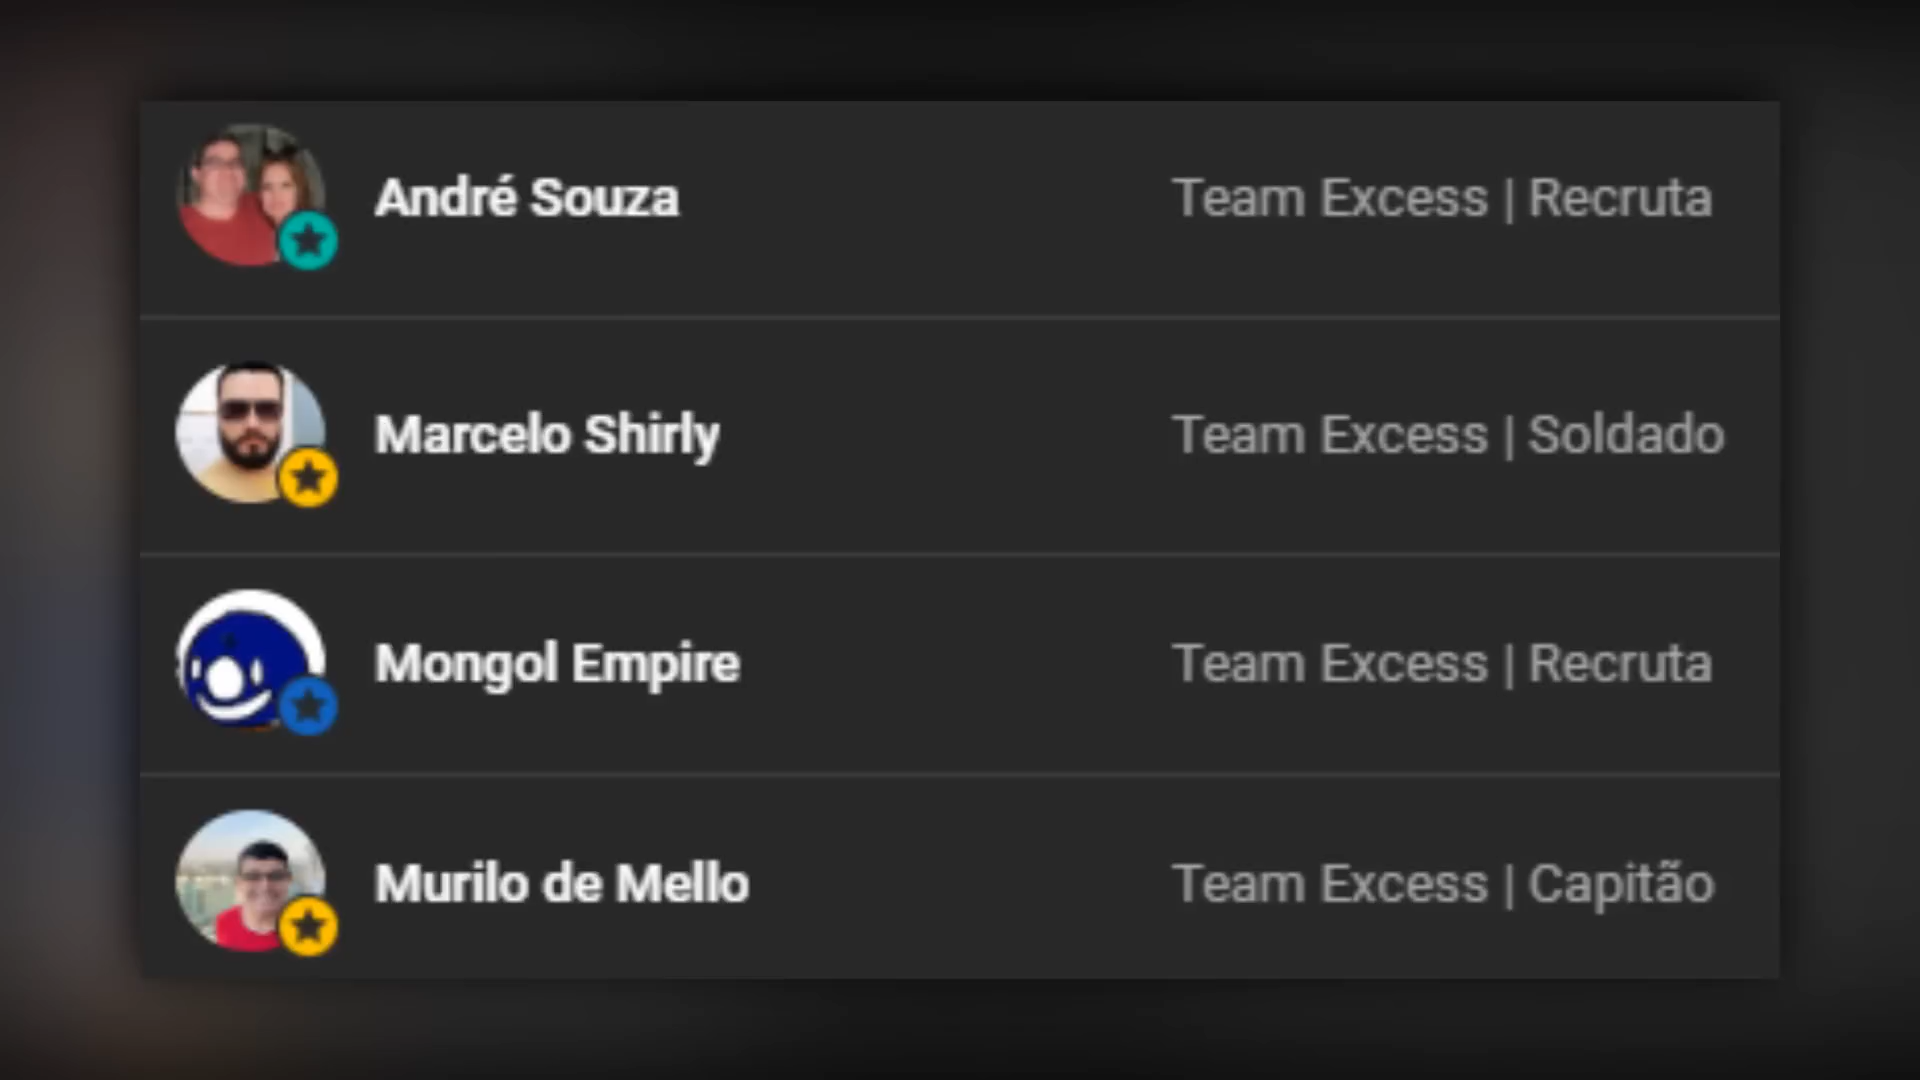 André Souza Team Excess | Recruta
Marcelo Shirly Team Excess | Soldado
Mongol Empire Team Excess | Recruta
Murilo de Mello Team Excess | Capitão